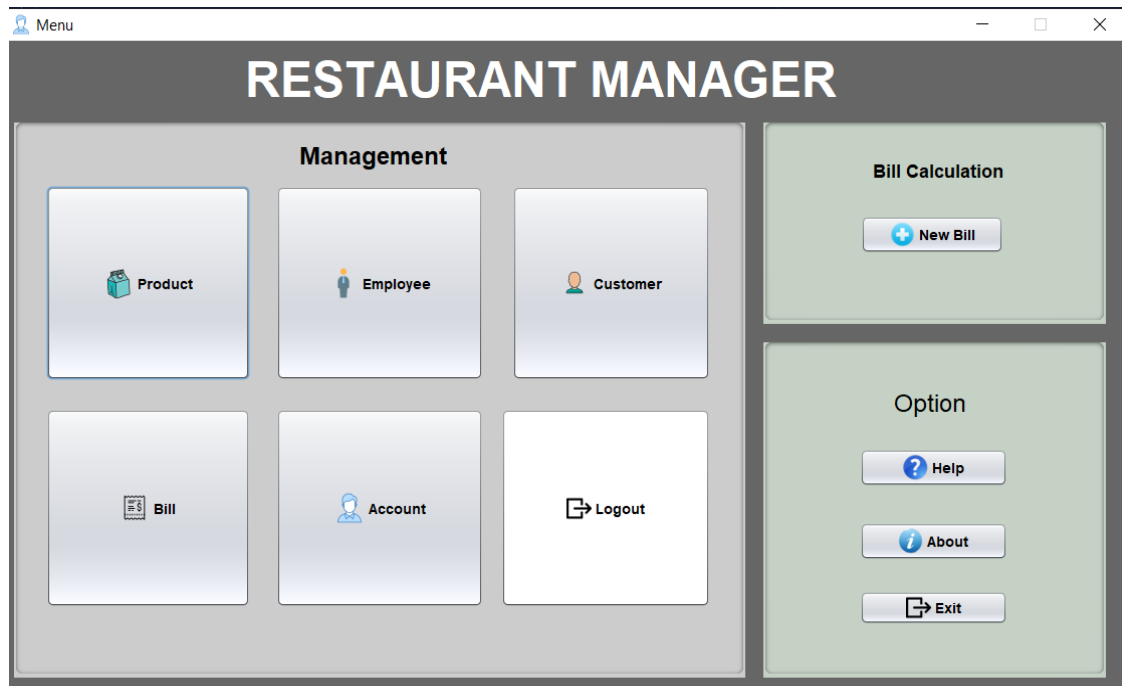 Menu
RESTAURANT MANAGER
Management
Product
Employee
Customer
Bill
Account
Logout
Bill Calculation
New Bill
Option
Help
About
Exit